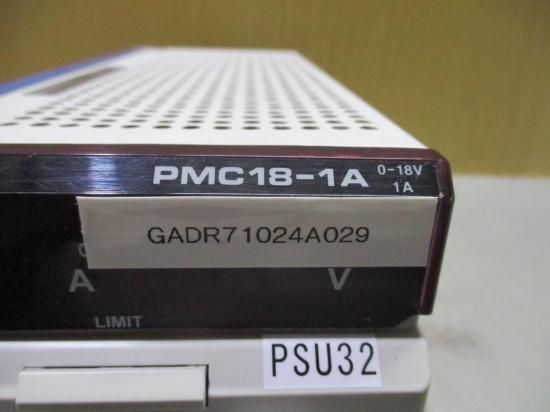 PMC18-1A 0-18V
1A
GADR71024A029
A V
LIMIT
PSU32